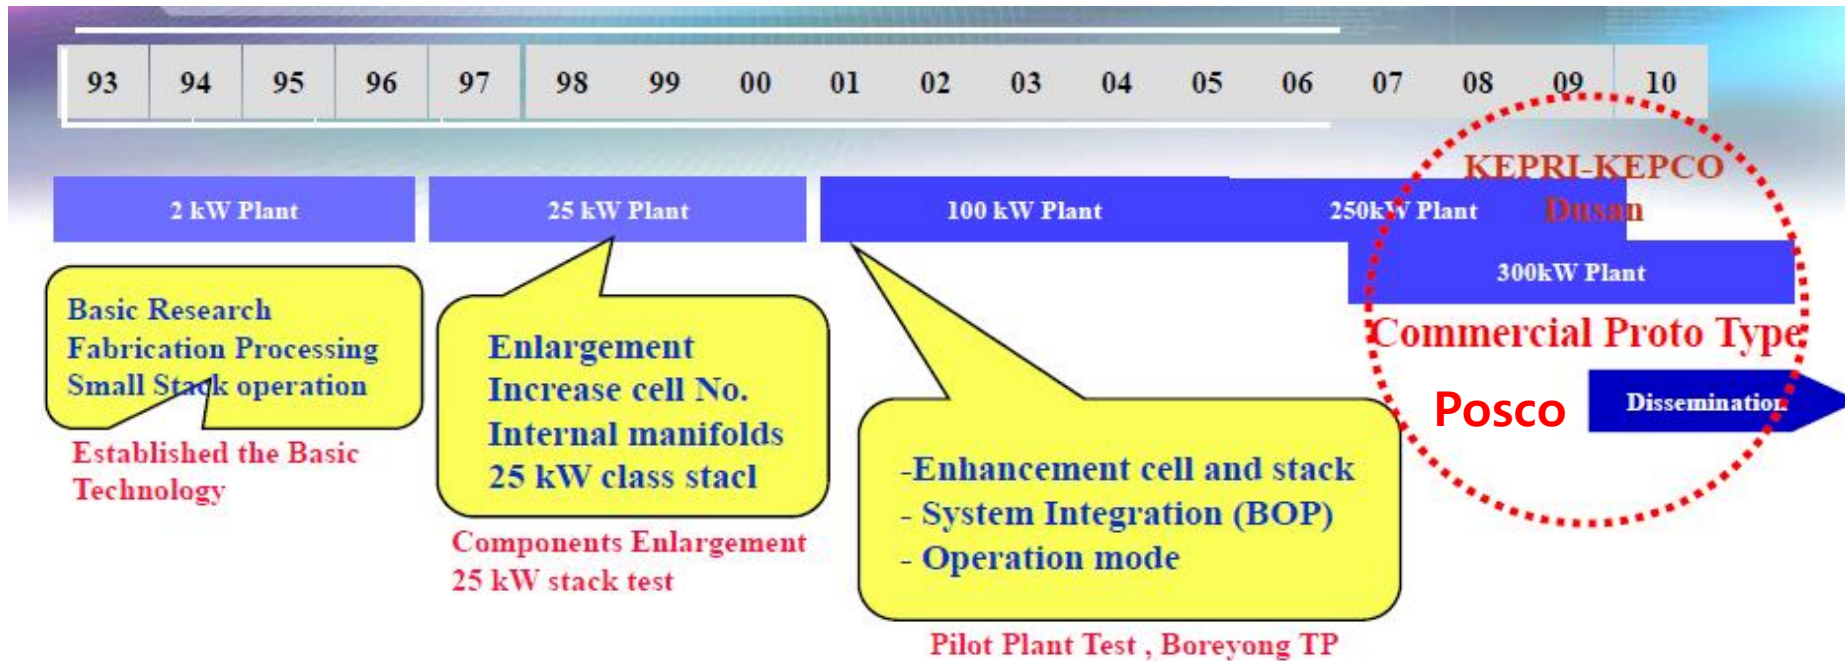 93 94 95 96 97 98 99 00 01 02 03 04 05 06 07 08 09 10
KEPRI-KEPCO
Dusan
2 kW Plant
25 kW Plant
100 kW Plant
250kW Plant
300kW Plant
Basic Research
Fabrication Processing
Small Stack operation
Established the Basic
Technology
Enlargement
Increase cell No.
Internal manifolds
25 kW class stacl
Components Enlargement
25 kW stack test
-Enhancement cell and stack
- System Integration (BOP)
- Operation mode
Pilot Plant Test , Boreyong TP
Commercial Proto Type
Posco
Dissemination